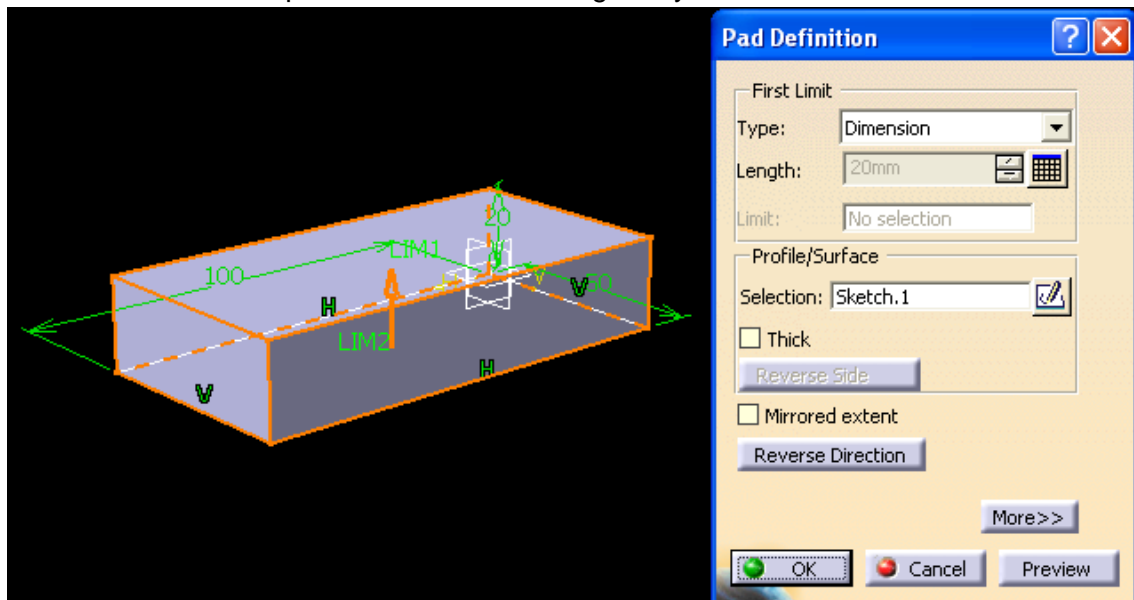 Pad Definition
First Limit
Type: Dimension
Length: 20mm
Limit: No selection
Profile/Surface
Selection: Sketch.1
Thick
Reverse Side
Mirrored extent
Reverse Direction
More>>
OK Cancel Preview
20
LIM1
100
H
V
50
LIM2
H
V